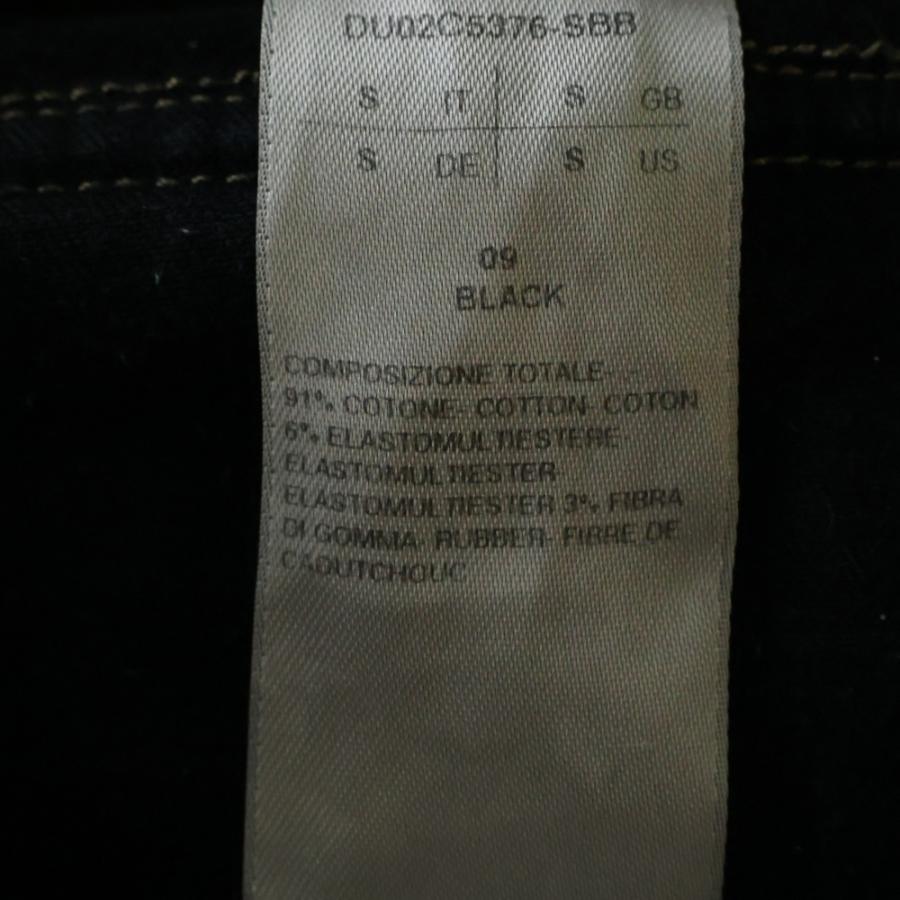 DU02C5376-SBB
S IT S GB
S DE S US
09
BLACK
COMPOSIZIONE TOTALE- -
91% COTONE- COTTON- COTON
6% ELASTOMULTIESTERE
ELASTOMULTIESTER
ELASTOMULTIESTER 3% FIBRA
DI GOMMA- RUBBER- FIBRE DE
CAOUTCHOUC